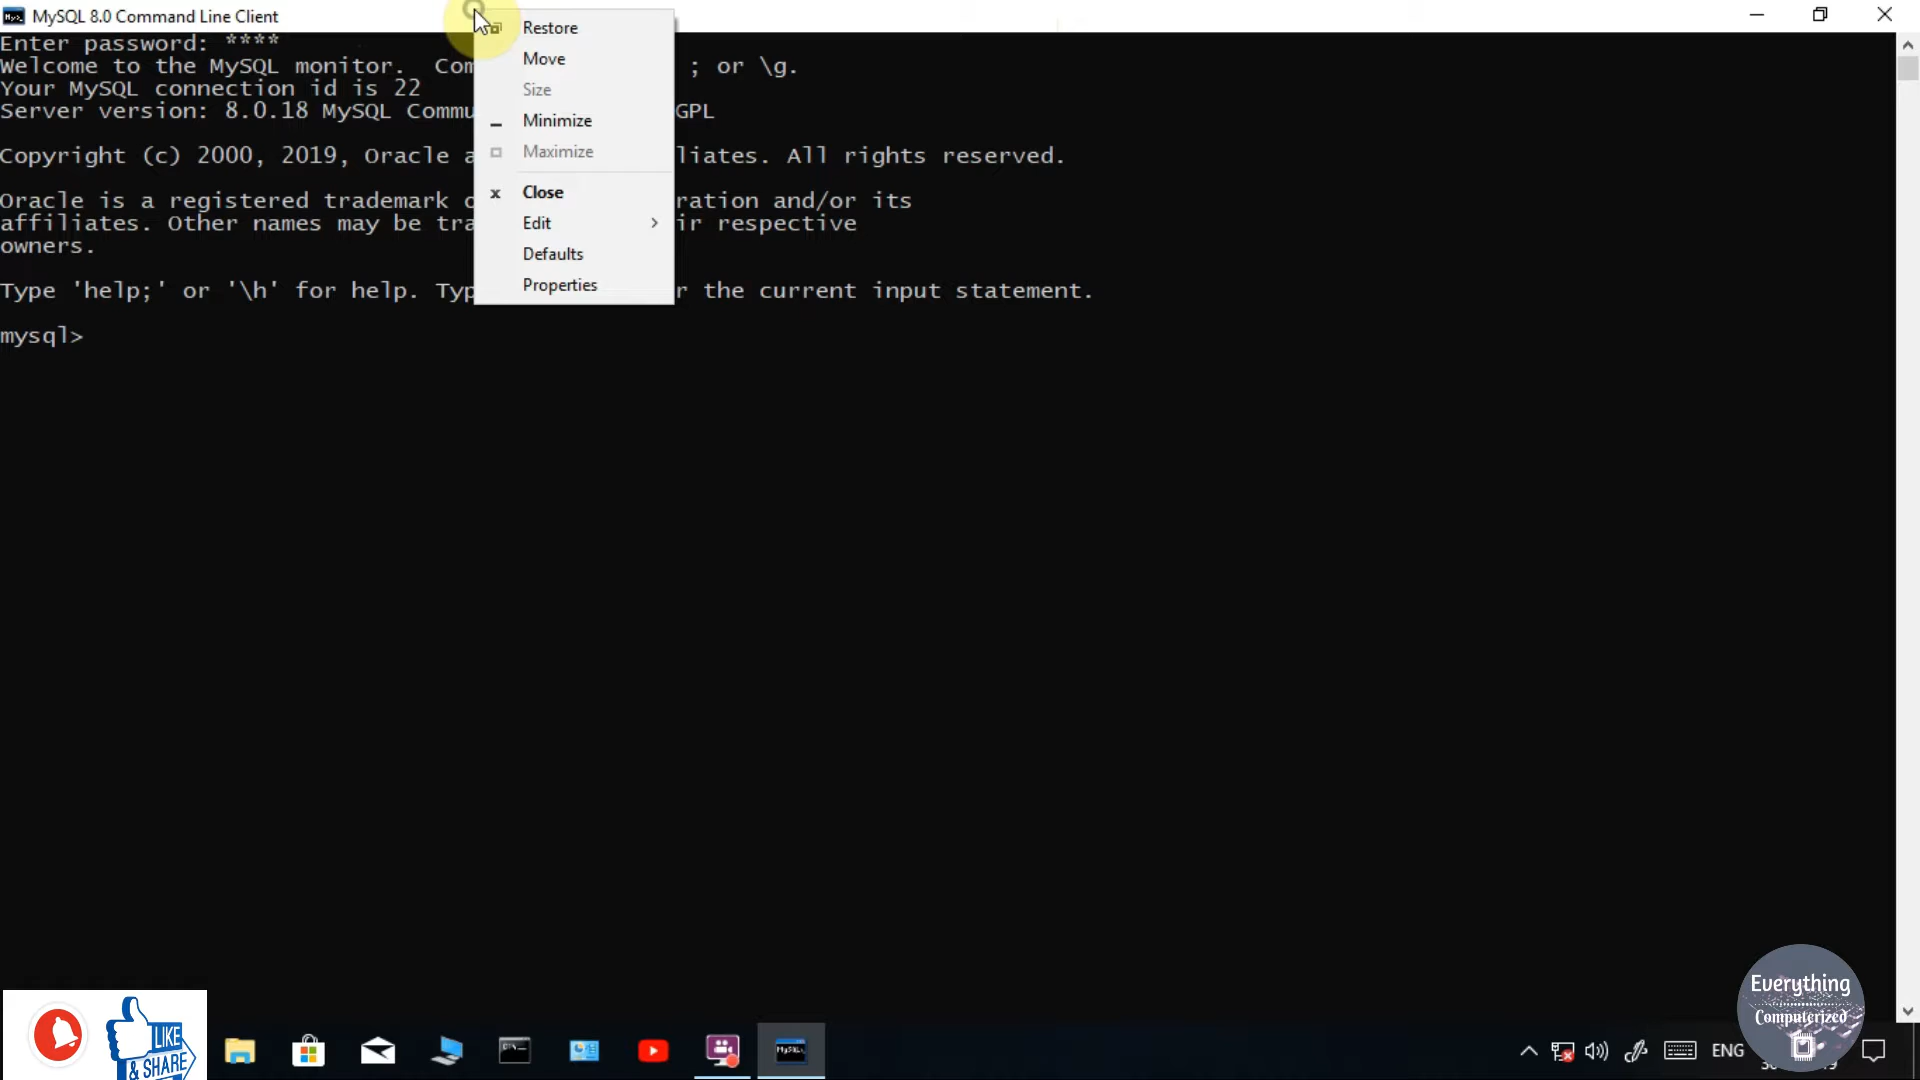 MySQL 8.0 Command Line Client
Restore
Move
Size
Minimize
Maximize
Close
Edit
Defaults
Properties
Enter password: ****
Welcome to the MySQL monitor. Com ; or \g.
Your MySQL connection id is 22
Server version: 8.0.18 MySQL Commu GPL
Copyright (c) 2000, 2019, Oracle a liates. All rights reserved.
Oracle is a registered trademark o ration and/or its
affiliates. Other names may be tra ir respective
owners.
Type 'help;' or '\h' for help. Typ r the current input statement.
mysql>
LIKE
& SHARE
MySQL
ENG
Everything
Computerized